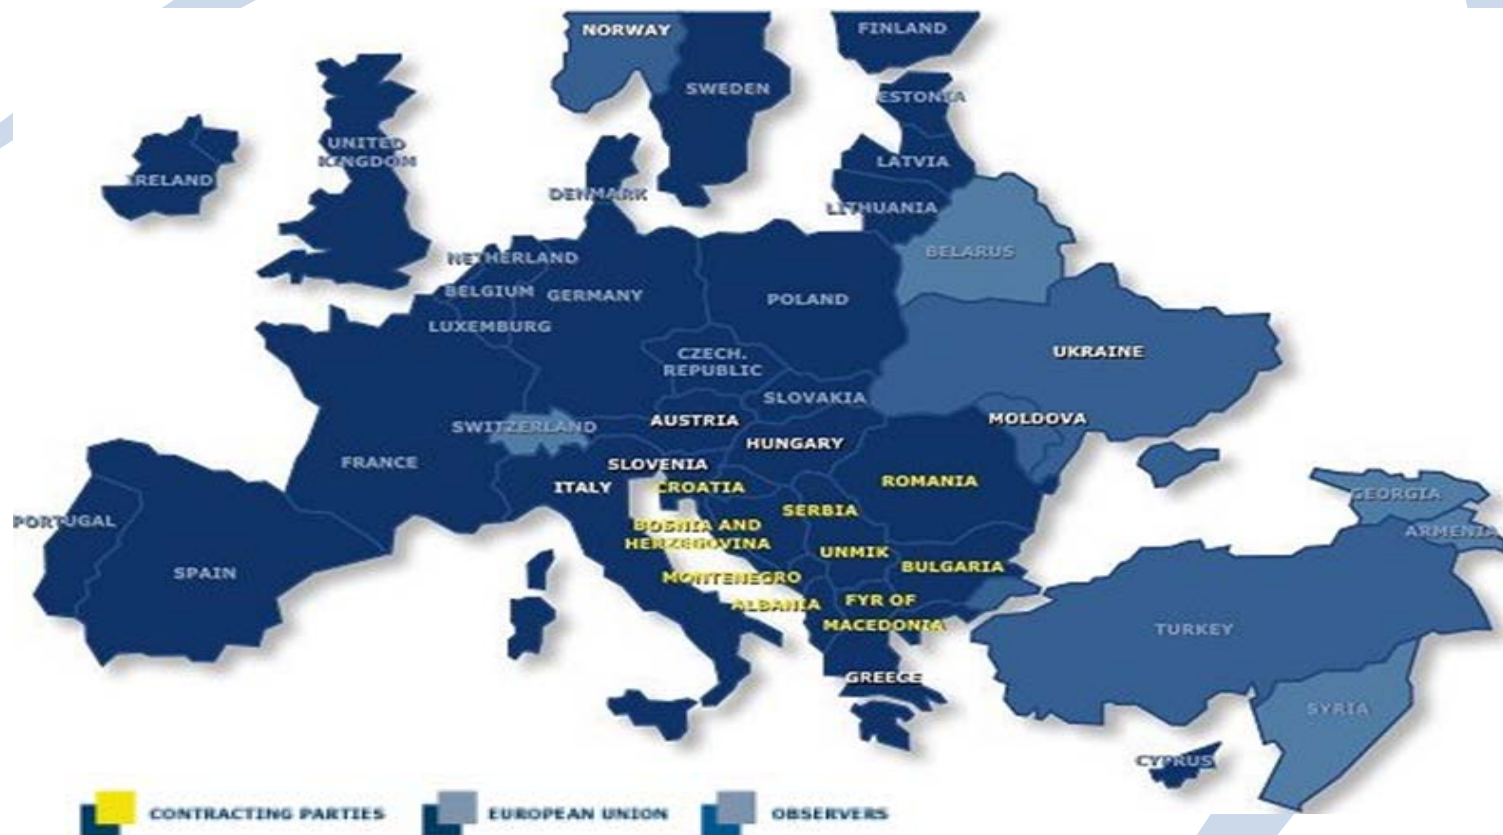 NORWAY
FINLAND
SWEDEN
ESTONIA
UNITED
KINGDOM
LATVIA
IRELAND
DENMARK
LITHUANIA
BELARUS
NETHERLAND
BELGIUM
GERMANY
POLAND
LUXEMBURG
UKRAINE
CZECH.
REPUBLIC
SLOVAKIA
AUSTRIA
MOLDOVA
SWITZERLAND
HUNGARY
FRANCE
SLOVENIA
ITALY
CROATIA
ROMANIA
GEORGIA
SERBIA
PORTUGAL
BOSNIA AND
HERZEGOVINA
ARMENIA
UNMIK
BULGARIA
SPAIN
MONTENEGRO
ALBANIA
FYR OF
MACEDONIA
TURKEY
GREECE
SYRIA
CYPRUS
CONTRACTING PARTIES
EUROPEAN UNION
OBSERVERS